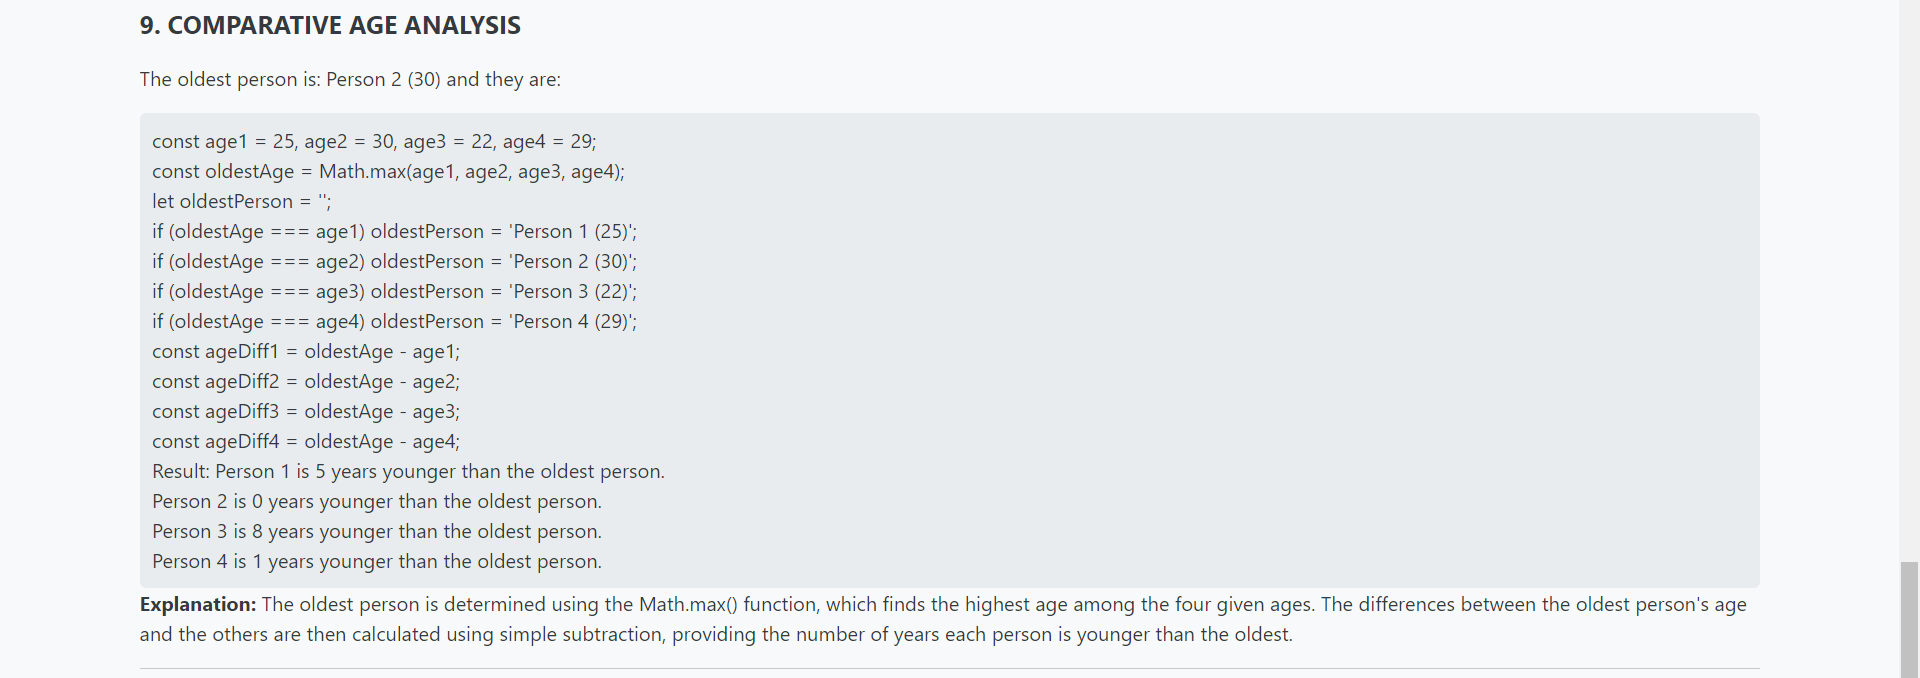 9. COMPARATIVE AGE ANALYSIS
The oldest person is: Person 2 (30) and they are:
const age1 = 25, age2 = 30, age3 = 22, age4 = 29;
const oldestAge = Math.max(age1, age2, age3, age4);
let oldestPerson = '';
if (oldestAge === age1) oldestPerson = 'Person 1 (25)';
if (oldestAge === age2) oldestPerson = 'Person 2 (30)';
if (oldestAge === age3) oldestPerson = 'Person 3 (22)';
if (oldestAge === age4) oldestPerson = 'Person 4 (29)';
const ageDiff1 = oldestAge - age1;
const ageDiff2 = oldestAge - age2;
const ageDiff3 = oldestAge - age3;
const ageDiff4 = oldestAge - age4;
Result: Person 1 is 5 years younger than the oldest person.
Person 2 is 0 years younger than the oldest person.
Person 3 is 8 years younger than the oldest person.
Person 4 is 1 years younger than the oldest person.
Explanation: The oldest person is determined using the Math.max() function, which finds the highest age among the four given ages. The differences between the oldest person's age
and the others are then calculated using simple subtraction, providing the number of years each person is younger than the oldest.